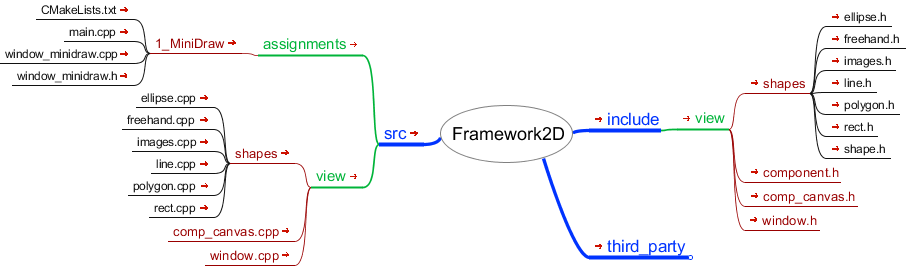 Framework2D
src
assignments
1_MiniDraw
CMakeLists.txt
main.cpp
window_minidraw.cpp
window_minidraw.h
view
shapes
ellipse.cpp
freehand.cpp
images.cpp
line.cpp
polygon.cpp
rect.cpp
comp_canvas.cpp
window.cpp
include
view
shapes
ellipse.h
freehand.h
images.h
line.h
polygon.h
rect.h
shape.h
component.h
comp_canvas.h
window.h
third_party